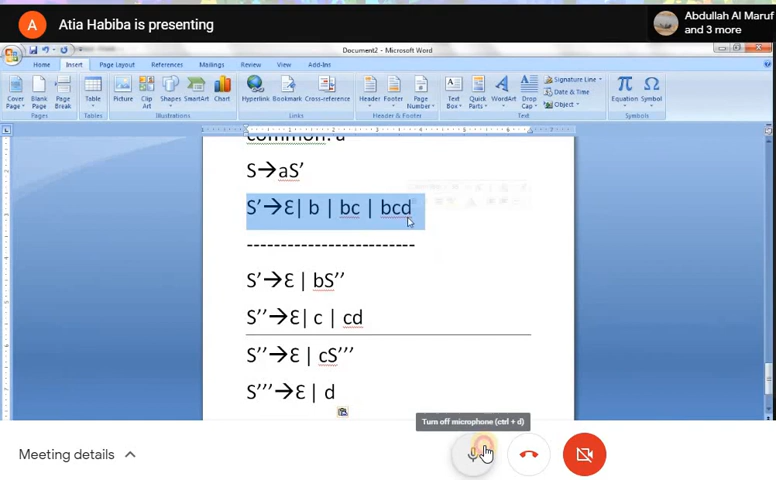 A Atia Habiba is presenting
Abdullah Al Maruf
and 3 more
Document2 - Microsoft Word
Home Insert Page Layout References Mailings Review View Add-Ins
Cover Page Blank Page Page Break
Table
Picture Clip Art Shapes SmartArt Chart
Hyperlink Bookmark Cross-reference
Header Footer Page Number
Text Box Quick Parts WordArt Drop Cap
Signature Line
Date & Time
Object
Equation Symbol
Pages Tables Illustrations Links Header & Footer Text Symbols
common: a
S→aS’
S’→Ɛ| b | bc | bcd
-------------------------
S’→Ɛ | bS’’
S’’→Ɛ| c | cd
S’’→Ɛ | cS’’’
S’’’→Ɛ | d
Turn off microphone (ctrl + d)
Meeting details